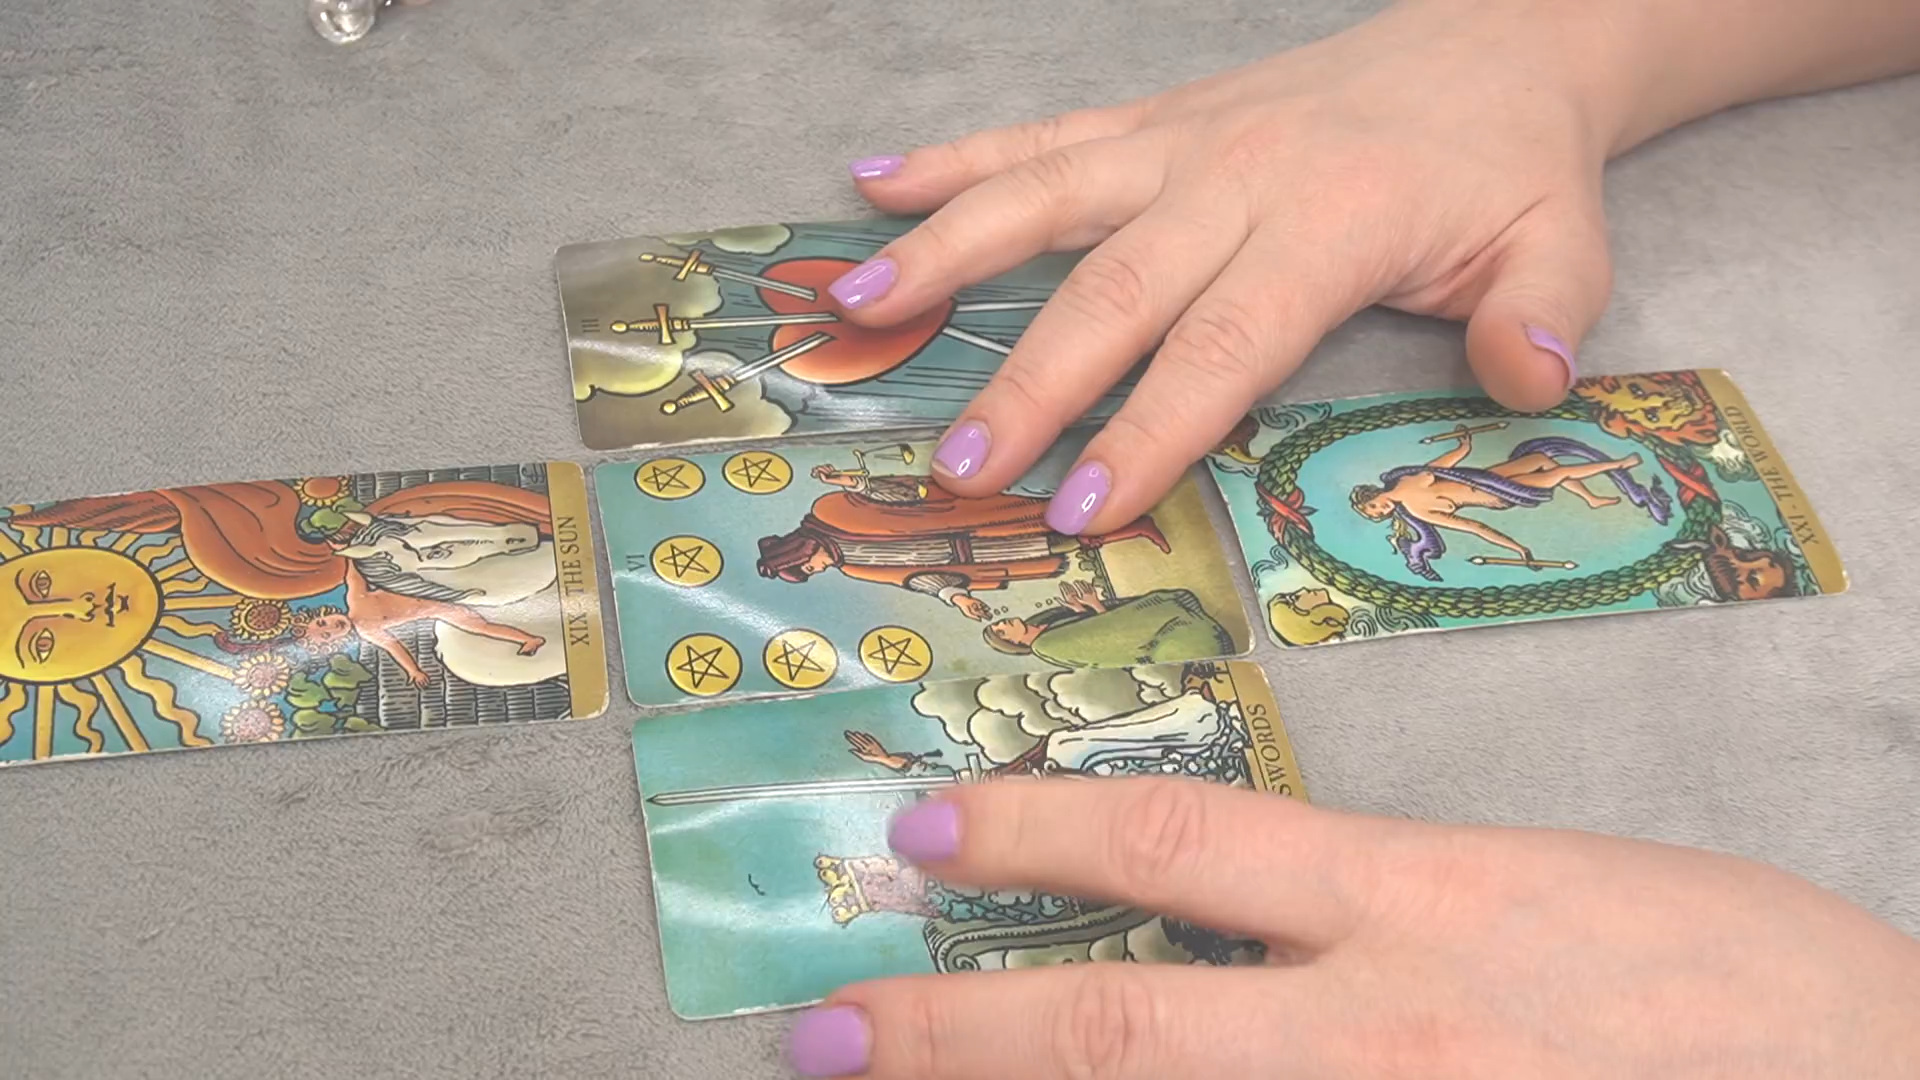 III
XIX - THE SUN
VI
XXI - THE WORLD
SWORDS